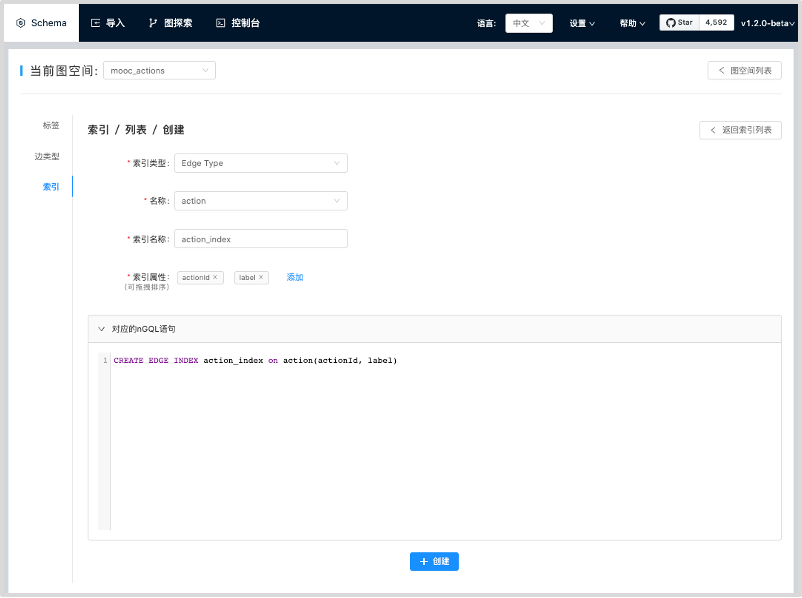 Schema 导入 图探索 控制台 语言: 中文 设置 帮助 Star 4,592 v1.2.0-beta
当前图空间: mooc_actions 图空间列表
标签
边类型
索引
索引 / 列表 / 创建 返回索引列表
* 索引类型: Edge Type
* 名称: action
* 索引名称: action_index
* 索引属性: actionId × label × 添加
(可拖拽排序)
对应的nGQL语句
1 CREATE EDGE INDEX action_index on action(actionId, label)
+ 创建